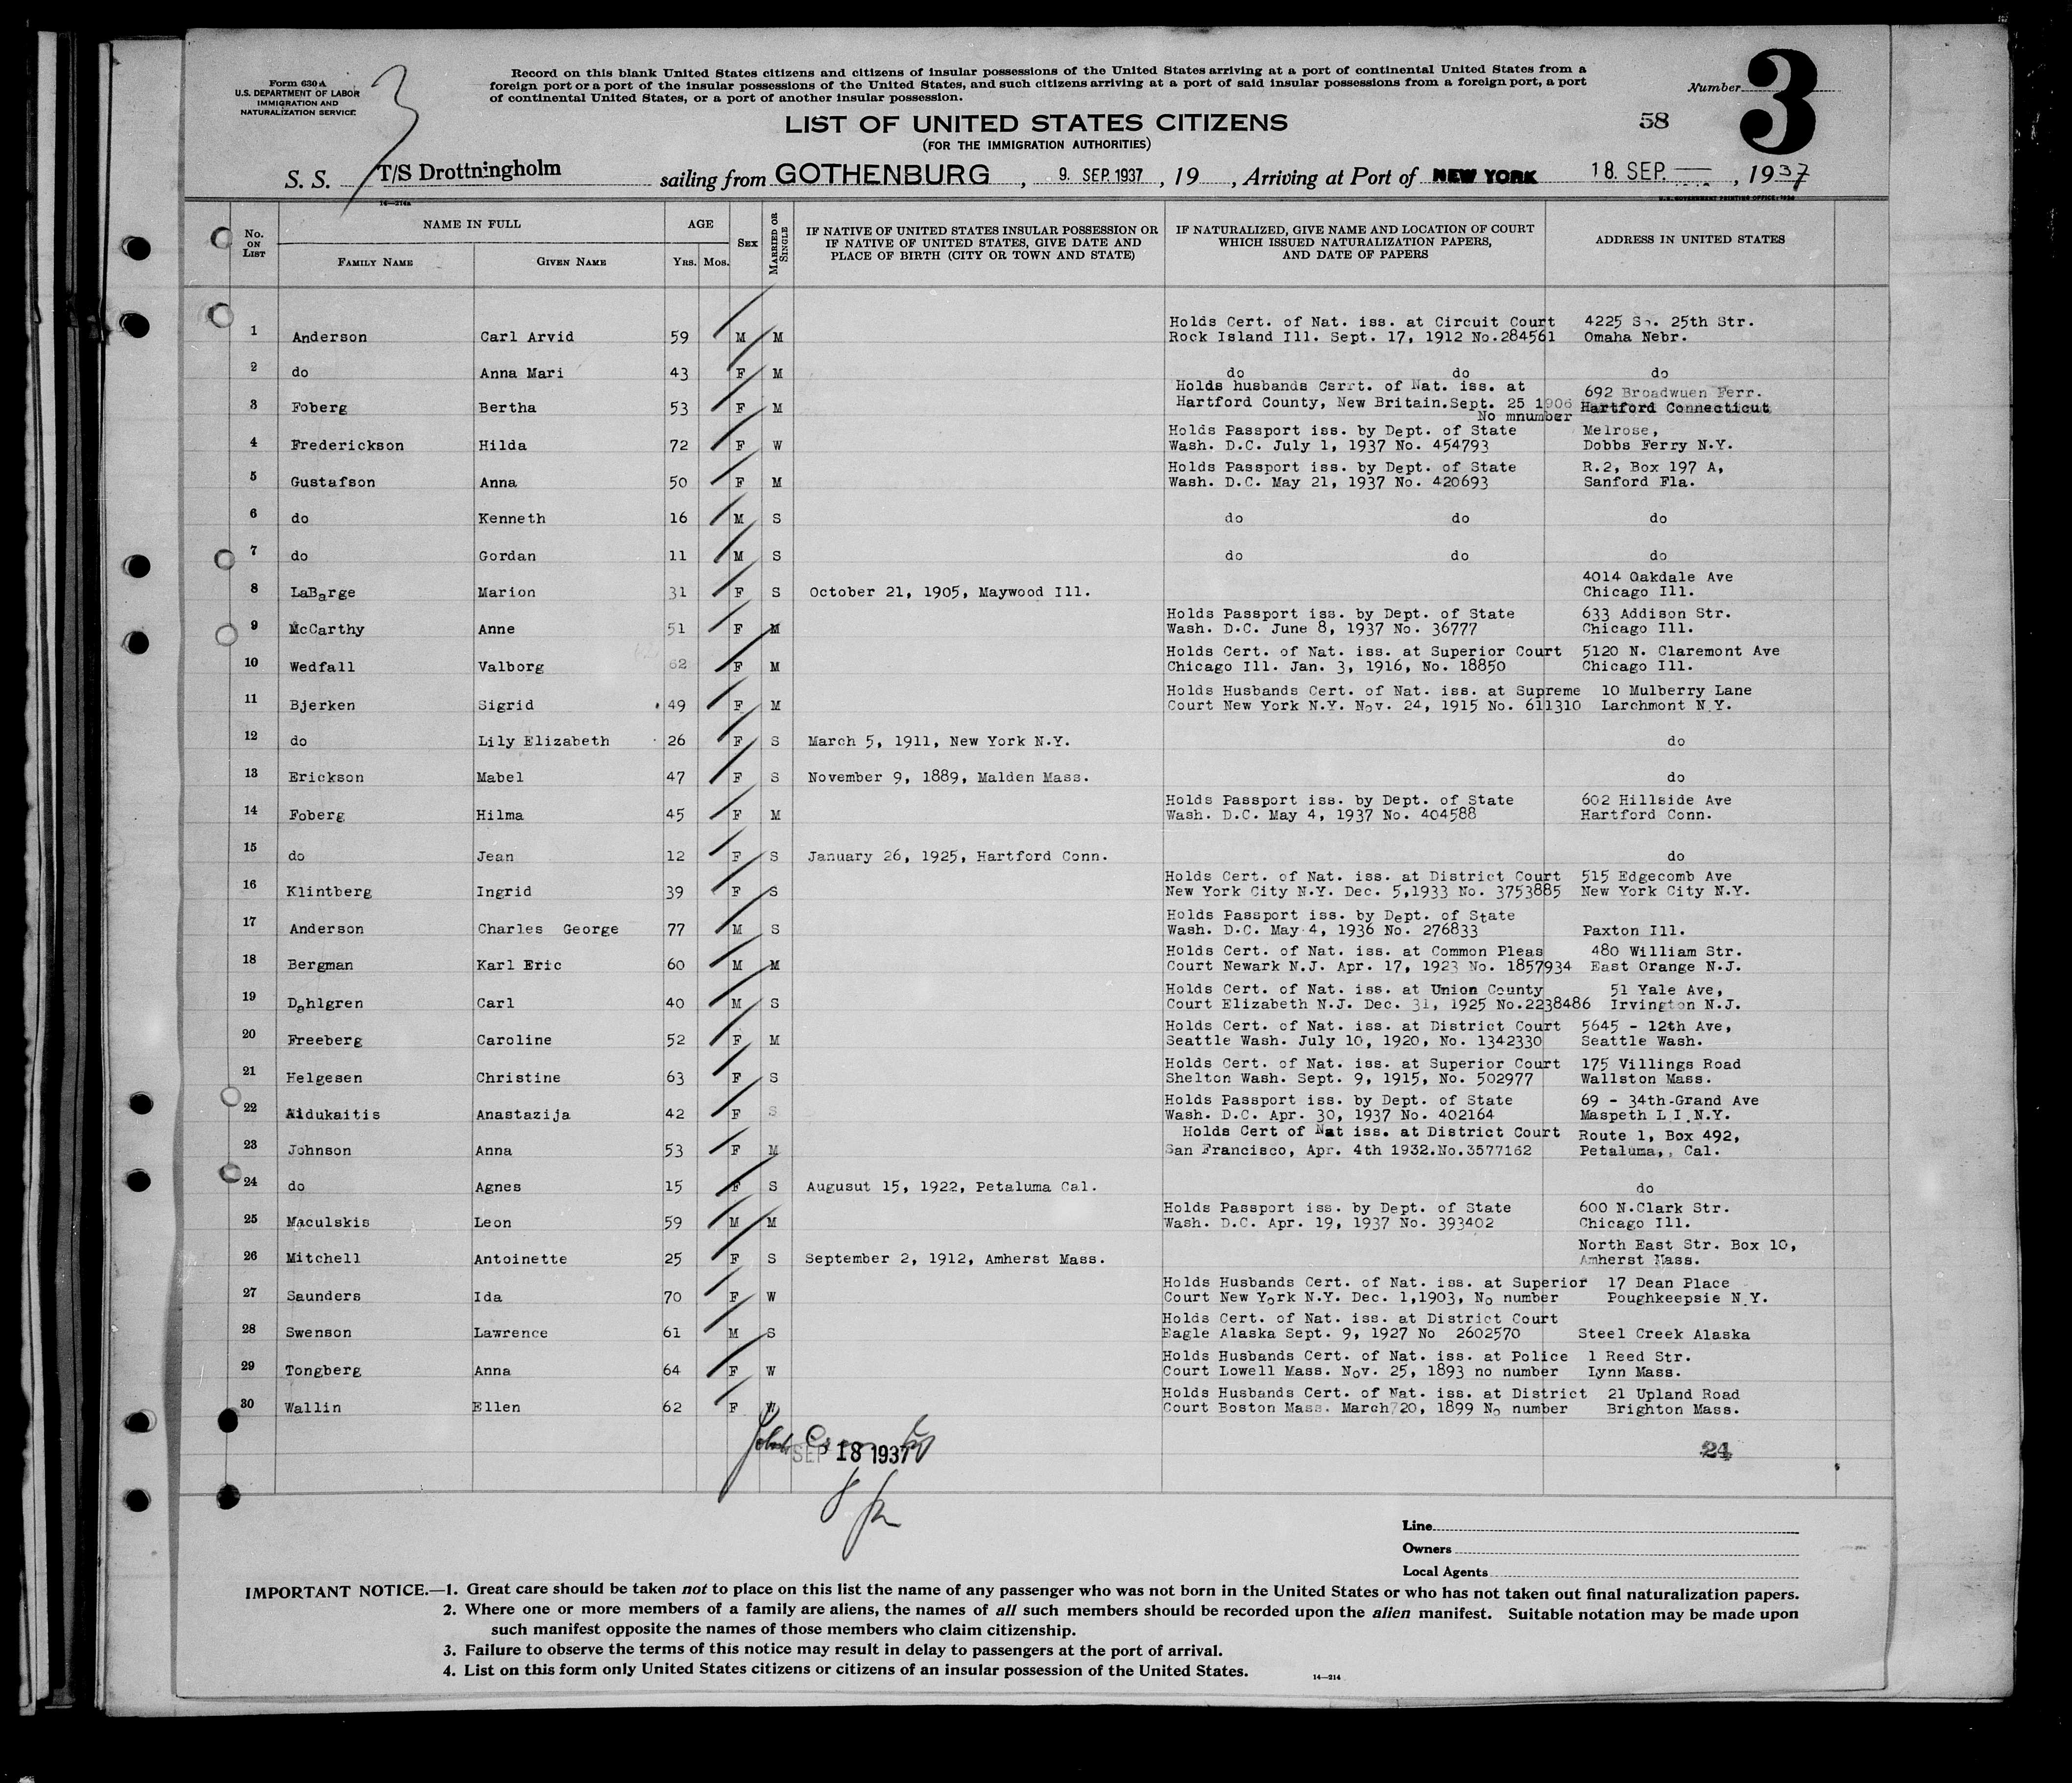 Form 630 A
U.S. DEPARTMENT OF LABOR
IMMIGRATION AND
NATURALIZATION SERVICE
3
Record on this blank United States citizens and citizens of insular possessions of the United States arriving at a port of continental United States from a
foreign port or a port of the insular possessions of the United States, and such citizens arriving at a port of said insular possessions from a foreign port, a port
of continental United States, or a port of another insular possession.
Number 3
58
LIST OF UNITED STATES CITIZENS
(FOR THE IMMIGRATION AUTHORITIES)
S. S. T/S Drottningholm sailing from GOTHENBURG, 9. SEP. 1937, 19 , Arriving at Port of NEW YORK 18. SEP. , 1937
14—214a
U.S. GOVERNMENT PRINTING OFFICE: 1936
No. ON LIST NAME IN FULL AGE SEX MARRIED OR SINGLE IF NATIVE OF UNITED STATES INSULAR POSSESSION OR IF NATIVE OF UNITED STATES, GIVE DATE AND PLACE OF BIRTH (CITY OR TOWN AND STATE) IF NATURALIZED, GIVE NAME AND LOCATION OF COURT WHICH ISSUED NATURALIZATION PAPERS, AND DATE OF PAPERS ADDRESS IN UNITED STATES
FAMILY NAME GIVEN NAME YRS. MOS.
Holds Cert. of Nat. iss. at Circuit Court 4225 So. 25th Str.
1 Anderson Carl Arvid 59 M M Rock Island Ill. Sept. 17, 1912 No.284561 Omaha Nebr.
2 do Anna Mari 43 F M do do do
Holds husbands Cerrt. of Nat. iss. at 692 Broadwuen Ferr.
3 Foberg Bertha 53 F M Hartford County, New Britain.Sept. 25 1906 Hartford Connecticut
No mnumber
Holds Passport iss. by Dept. of State Melrose,
4 Frederickson Hilda 72 F W Wash. D.C. July 1, 1937 No. 454793 Dobbs Ferry N.Y.
Holds Passport iss. by Dept. of State R.2, Box 197 A,
5 Gustafson Anna 50 F M Wash. D.C. May 21, 1937 No. 420693 Sanford Fla.
6 do Kenneth 16 M S do do do
7 do Gordan 11 M S do do do
4014 Oakdale Ave
8 LaBarge Marion 31 F S October 21, 1905, Maywood Ill. Chicago Ill.
Holds Passport iss. by Dept. of State 633 Addison Str.
9 McCarthy Anne 51 F M Wash. D.C. June 8, 1937 No. 36777 Chicago Ill.
Holds Cert. of Nat. iss. at Superior Court 5120 N. Claremont Ave
10 Wedfall Valborg 62 F M Chicago Ill. Jan. 3, 1916, No. 18850 Chicago Ill.
Holds Husbands Cert. of Nat. iss. at Supreme 10 Mulberry Lane
11 Bjerken Sigrid 49 F M Court New York N.Y. Nov. 24, 1915 No. 611310 Larchmont N.Y.
12 do Lily Elizabeth 26 F S March 5, 1911, New York N.Y. do
13 Erickson Mabel 47 F S November 9, 1889, Malden Mass. do
Holds Passport iss. by Dept. of State 602 Hillside Ave
14 Foberg Hilma 45 F M Wash. D.C. May 4, 1937 No. 404588 Hartford Conn.
15 do Jean 12 F S January 26, 1925, Hartford Conn. do
Holds Cert. of Nat. iss. at District Court 515 Edgecomb Ave
16 Klintberg Ingrid 39 F S New York City N.Y. Dec. 5,1933 No. 3753885 New York City N.Y.
Holds Passport iss. by Dept. of State
17 Anderson Charles George 77 M S Wash. D.C. May 4, 1936 No. 276833 Paxton Ill.
Holds Cert. of Nat. iss. at Common Pleas 480 William Str.
18 Bergman Karl Eric 60 M M Court Newark N.J. Apr. 17, 1923 No. 1857934 East Orange N.J.
Holds Cert. of Nat. iss. at Union County 51 Yale Ave,
19 Dahlgren Carl 40 M S Court Elizabeth N.J. Dec. 31, 1925 No.2238486 Irvington N.J.
Holds Cert. of Nat. iss. at District Court 5645 - 12th Ave,
20 Freeberg Caroline 52 F M Seattle Wash. July 10, 1920, No. 1342330 Seattle Wash.
Holds Cert. of Nat. iss. at Superior Court 175 Villings Road
21 Helgesen Christine 63 F S Shelton Wash. Sept. 9, 1915, No. 502977 Wallston Mass.
Holds Passport iss. by Dept. of State 69 - 34th-Grand Ave
22 Aidukaitis Anastazija 42 F S Wash. D.C. Apr. 30, 1937 No. 402164 Maspeth L I.N.Y.
Holds Cert of Nat iss. at District Court Route 1, Box 492,
23 Johnson Anna 53 F M San Francisco, Apr. 4th 1932.No.3577162 Petaluma,, Cal.
24 do Agnes 15 F S Augusut 15, 1922, Petaluma Cal. do
Holds Passport iss. by Dept. of State 600 N.Clark Str.
25 Maculskis Leon 59 M M Wash. D.C. Apr. 19, 1937 No. 393402 Chicago Ill.
North East Str. Box 10,
26 Mitchell Antoinette 25 F S September 2, 1912, Amherst Mass. Amherst Mass.
Holds Husbands Cert. of Nat. iss. at Superior 17 Dean Place
27 Saunders Ida 70 F W Court New York N.Y. Dec. 1,1903, No number Poughkeepsie N.Y.
Holds Cert. of Nat. iss. at District Court
28 Swenson Lawrence 61 M S Eagle Alaska Sept. 9, 1927 No 2602570 Steel Creek Alaska
Holds Husbands Cert. of Nat. iss. at Police 1 Reed Str.
29 Tongberg Anna 64 F W Court Lowell Mass. Nov. 25, 1893 no number Lynn Mass.
Holds Husbands Cert. of Nat. iss. at District 21 Upland Road
30 Wallin Ellen 62 F W Court Boston Mass. March 20, 1899 No number Brighton Mass.
SEP 18 1937
24
Line
Owners
Local Agents
IMPORTANT NOTICE.—1. Great care should be taken not to place on this list the name of any passenger who was not born in the United States or who has not taken out final naturalization papers.
2. Where one or more members of a family are aliens, the names of all such members should be recorded upon the alien manifest. Suitable notation may be made upon
such manifest opposite the names of those members who claim citizenship.
3. Failure to observe the terms of this notice may result in delay to passengers at the port of arrival.
4. List on this form only United States citizens or citizens of an insular possession of the United States.
14—214